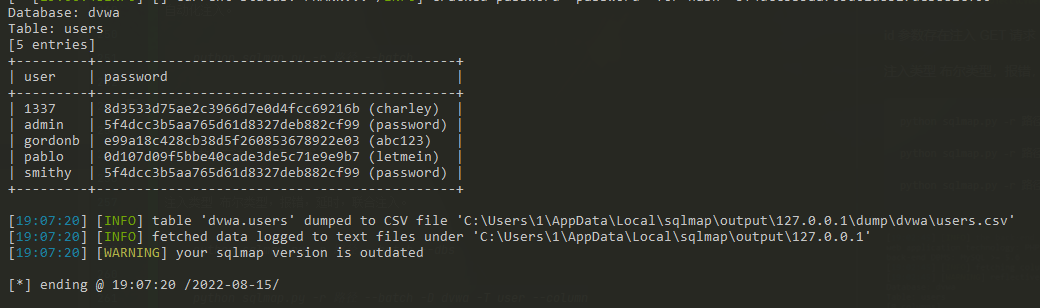 Database: dvwa
Table: users
[5 entries]
+---------+---------------------------------------------+
| user    | password                                    |
+---------+---------------------------------------------+
| 1337    | 8d3533d75ae2c3966d7e0d4fcc69216b (charley)  |
| admin   | 5f4dcc3b5aa765d61d8327deb882cf99 (password) |
| gordonb | e99a18c428cb38d5f260853678922e03 (abc123)   |
| pablo   | 0d107d09f5bbe40cade3de5c71e9e9b7 (letmein)  |
| smithy  | 5f4dcc3b5aa765d61d8327deb882cf99 (password) |
+---------+---------------------------------------------+
[19:07:20] [INFO] table 'dvwa.users' dumped to CSV file 'C:\Users\1\AppData\Local\sqlmap\output\127.0.0.1\dump\dvwa\users.csv'
[19:07:20] [INFO] fetched data logged to text files under 'C:\Users\1\AppData\Local\sqlmap\output\127.0.0.1'
[19:07:20] [WARNING] your sqlmap version is outdated
[*] ending @ 19:07:20 /2022-08-15/